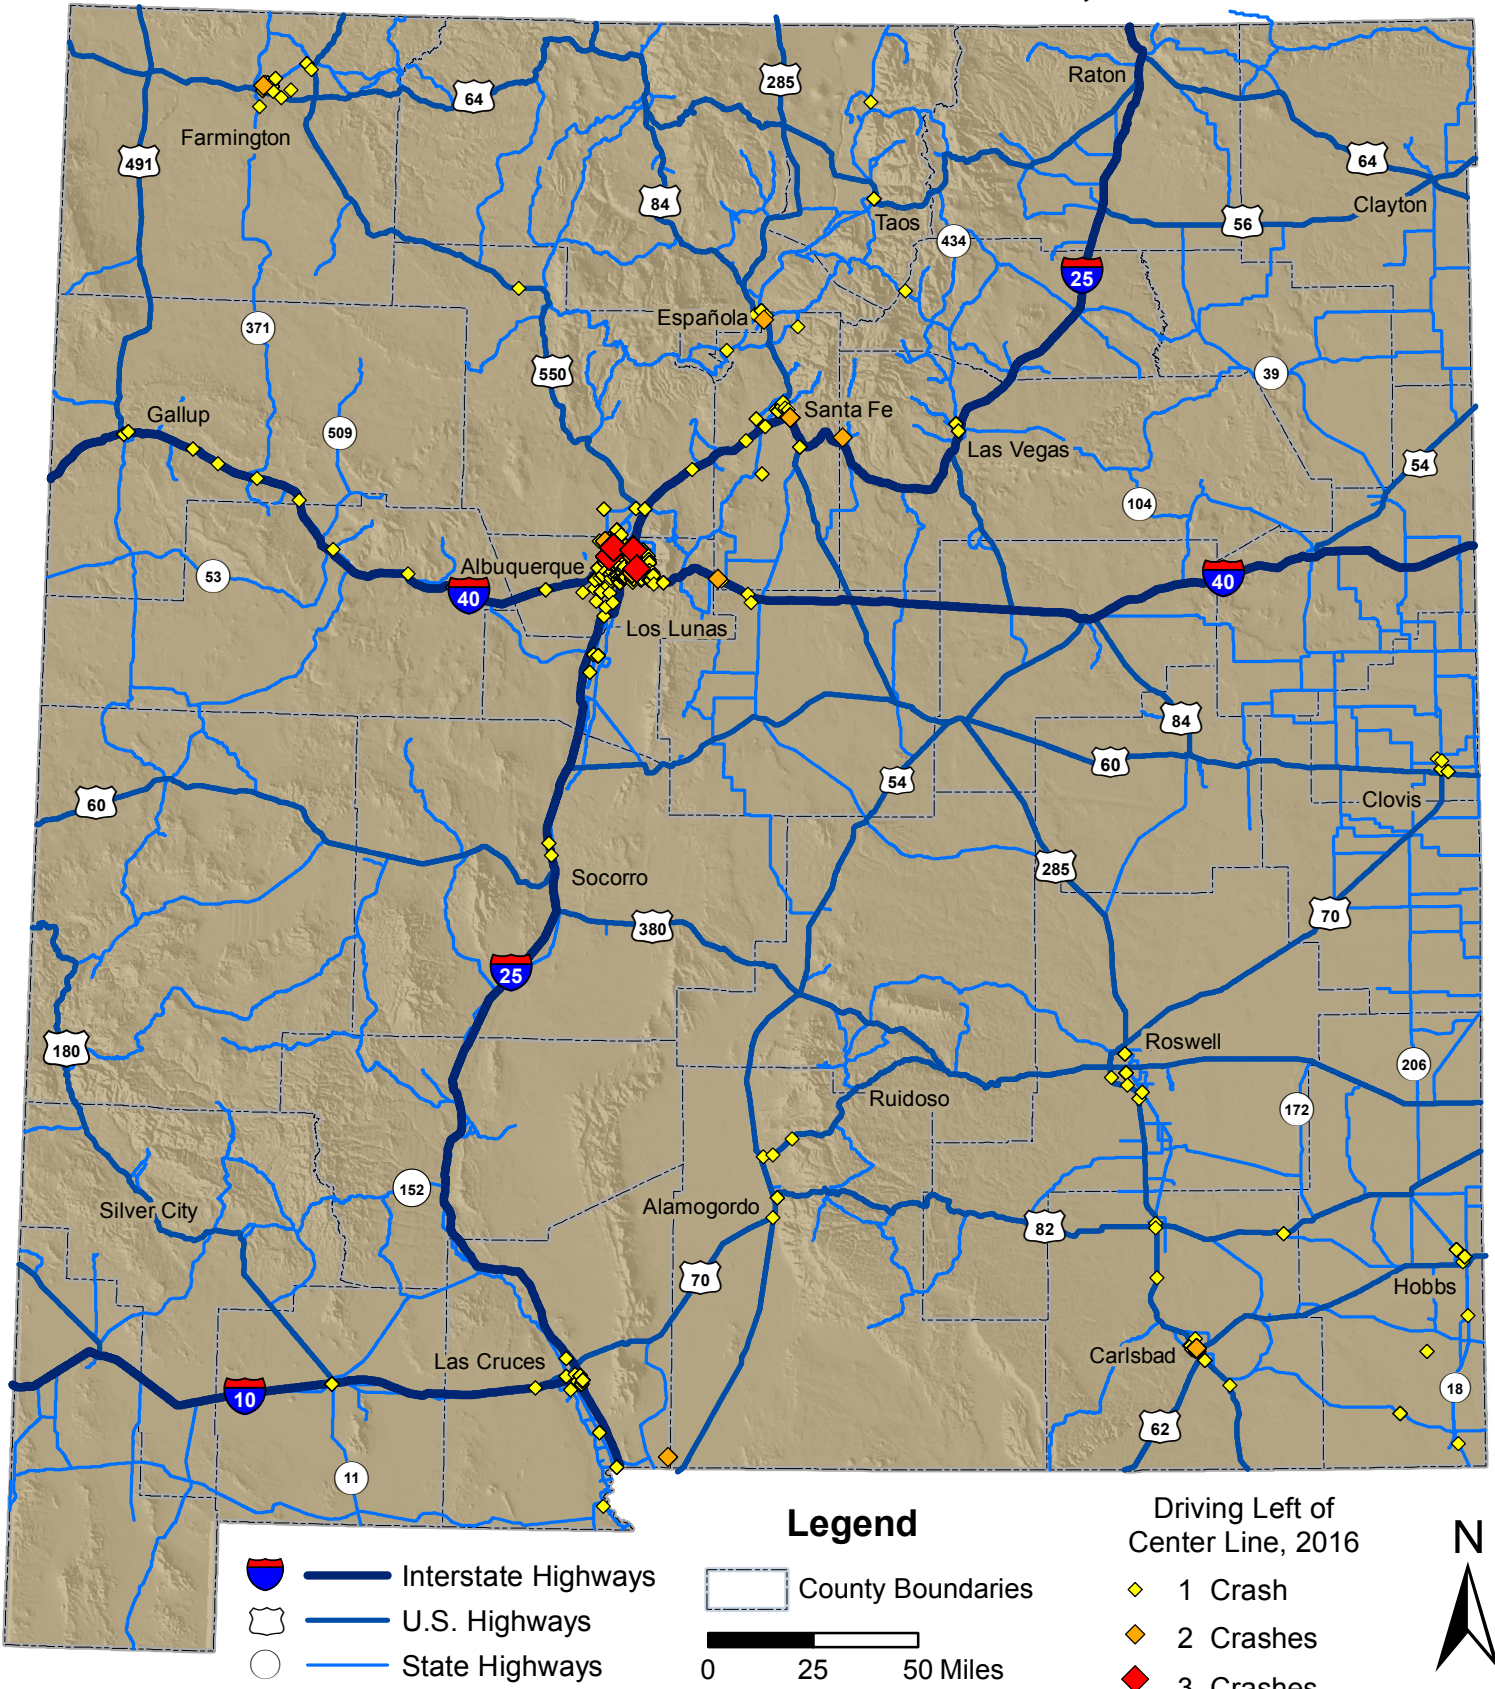 Raton
285
64
Farmington
491
64
84
Clayton
Taos
56
434
25
Española
371
550
39
Gallup
Santa Fe
509
Las Vegas
54
104
Albuquerque
53
40
40
Los Lunas
84
60
54
60
Clovis
285
Socorro
70
380
25
Roswell
180
206
Ruidoso
172
152
Silver City
Alamogordo
82
70
Hobbs
Las Cruces
Carlsbad
10
18
62
11
Legend
Interstate Highways
U.S. Highways
State Highways
County Boundaries
0 25 50 Miles
Driving Left of
Center Line, 2016
1 Crash
2 Crashes
3 Crashes
N